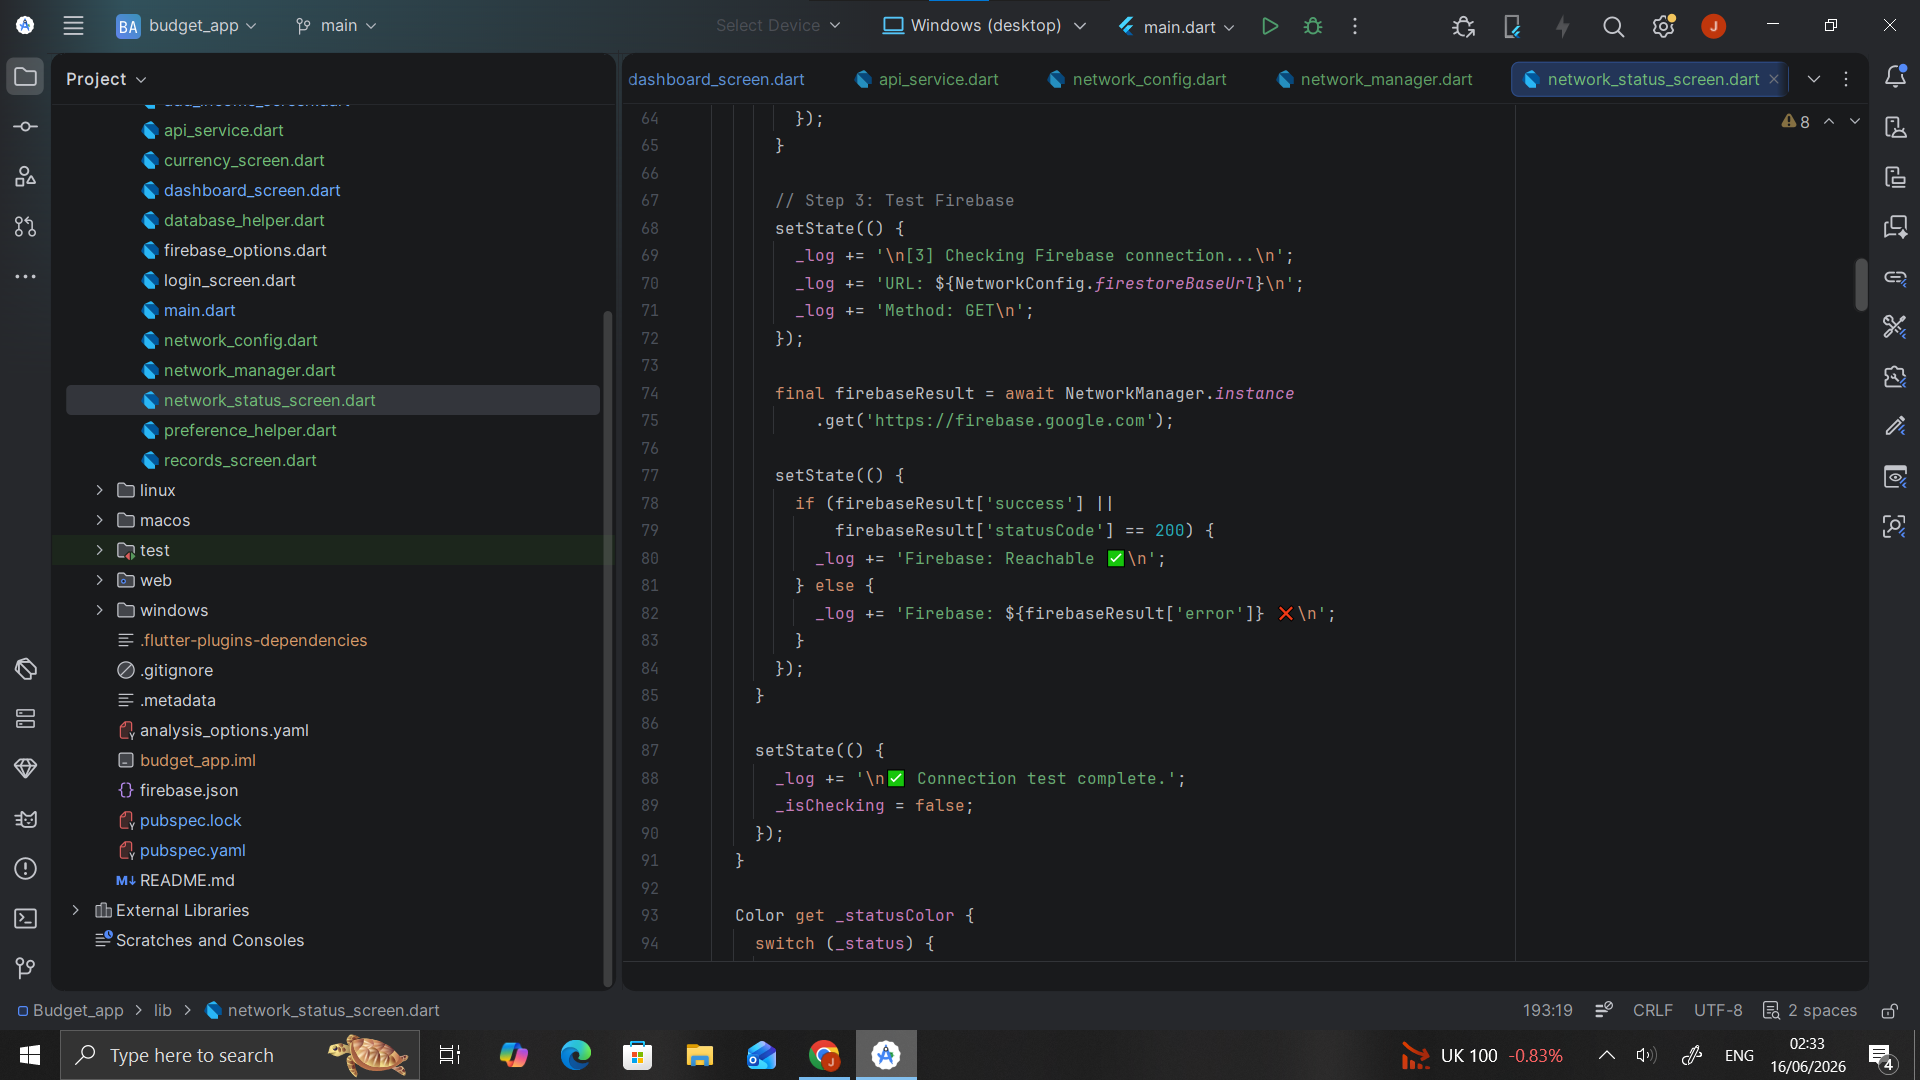 BA budget_app
main
Select Device
Windows (desktop)
main.dart
J
Project
dashboard_screen.dart
api_service.dart
network_config.dart
network_manager.dart
network_status_screen.dart
8
add_income_screen.dart
api_service.dart
currency_screen.dart
dashboard_screen.dart
database_helper.dart
firebase_options.dart
login_screen.dart
main.dart
network_config.dart
network_manager.dart
network_status_screen.dart
preference_helper.dart
records_screen.dart
linux
macos
test
web
windows
.flutter-plugins-dependencies
.gitignore
.metadata
analysis_options.yaml
budget_app.iml
firebase.json
pubspec.lock
pubspec.yaml
M↓ README.md
External Libraries
Scratches and Consoles
64 });
65 }
66
67 // Step 3: Test Firebase
68 setState(() {
69 _log += '\n[3] Checking Firebase connection...\n';
70 _log += 'URL: ${NetworkConfig.firestoreBaseUrl}\n';
71 _log += 'Method: GET\n';
72 });
73
74 final firebaseResult = await NetworkManager.instance
75 .get('https://firebase.google.com');
76
77 setState(() {
78 if (firebaseResult['success'] ||
79 firebaseResult['statusCode'] == 200) {
80 _log += 'Firebase: Reachable ✅\n';
81 } else {
82 _log += 'Firebase: ${firebaseResult['error']} ❌\n';
83 }
84 });
85 }
86
87 setState(() {
88 _log += '\n✅ Connection test complete.';
89 _isChecking = false;
90 });
91 }
92
93 Color get _statusColor {
94 switch (_status) {
Budget_app > lib > network_status_screen.dart
193:19
CRLF
UTF-8
2 spaces
Type here to search
UK 100 -0.83%
ENG
02:33
16/06/2026
4